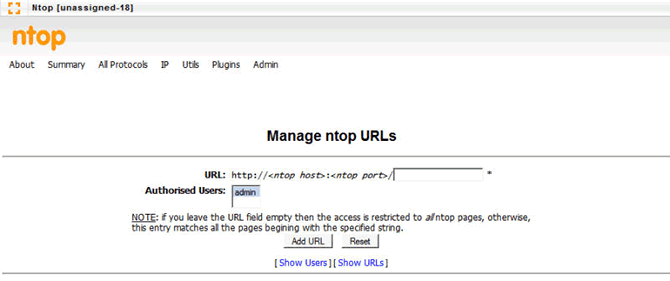 Ntop [unassigned-18]
ntop
About Summary All Protocols IP Utils Plugins Admin
Manage ntop URLs
URL: http://<ntop host>:<ntop port>/ *
Authorised Users: admin
NOTE: if you leave the URL field empty then the access is restricted to all ntop pages, otherwise,
this entry matches all the pages begining with the specified string.
Add URL Reset
[ Show Users ] [ Show URLs ]